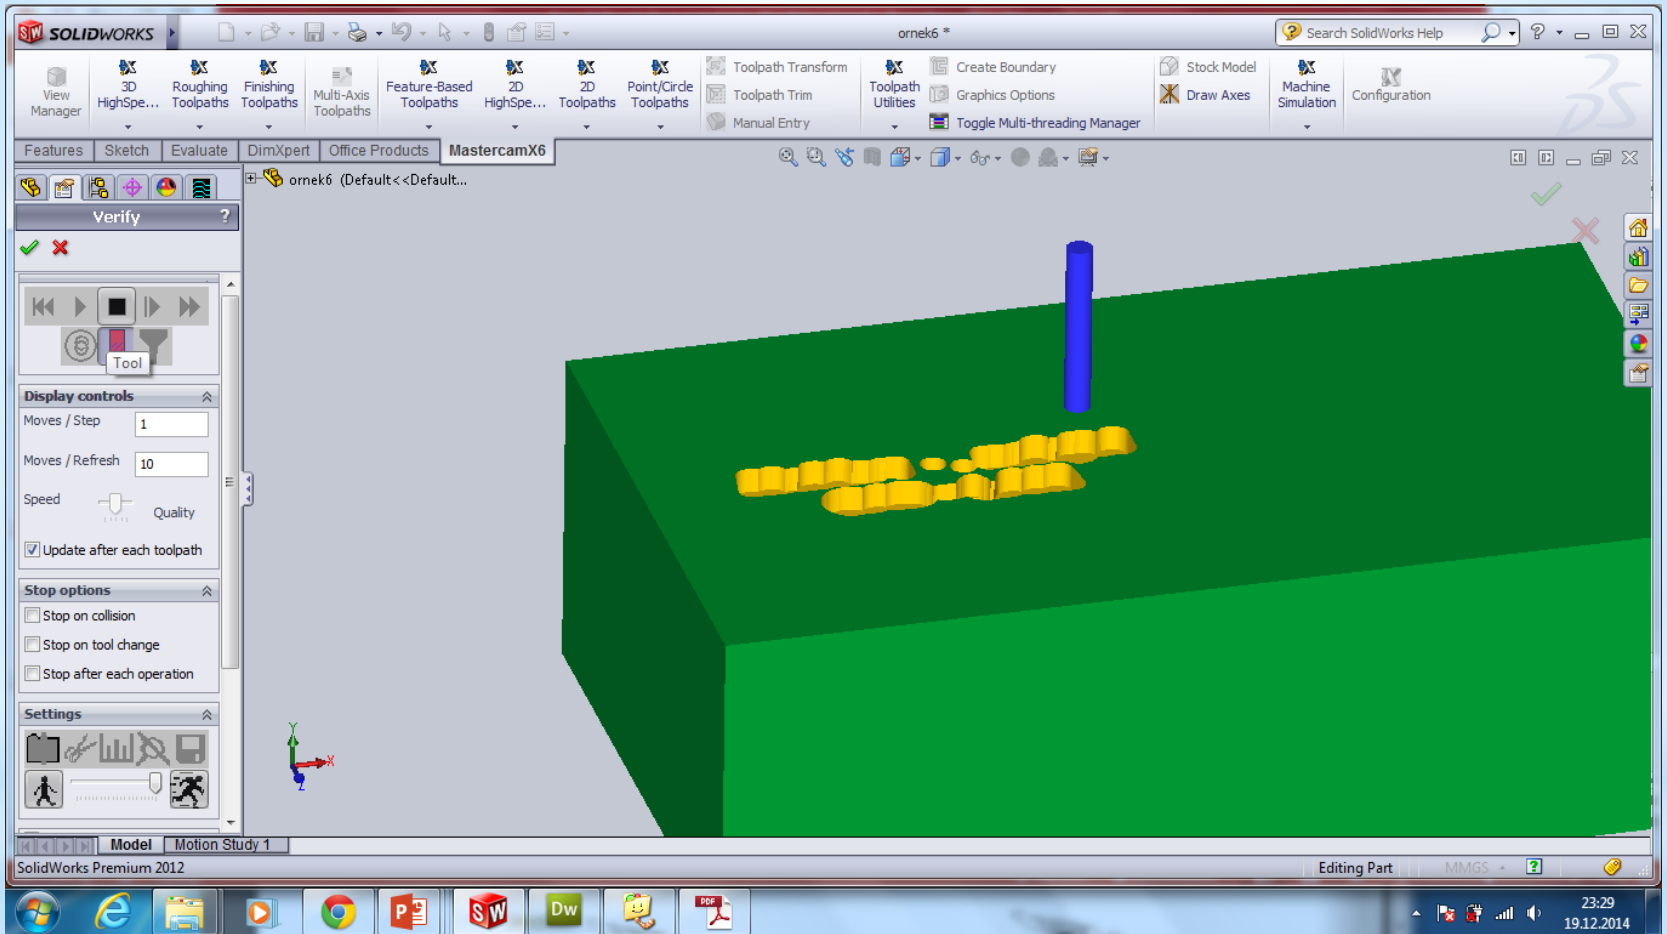 SOLIDWORKS
ornek6 *
Search SolidWorks Help
View Manager
3D HighSpe...
Roughing Toolpaths
Finishing Toolpaths
Multi-Axis Toolpaths
Feature-Based Toolpaths
2D HighSpe...
2D Toolpaths
Point/Circle Toolpaths
Toolpath Transform
Toolpath Trim
Manual Entry
Toolpath Utilities
Create Boundary
Graphics Options
Toggle Multi-threading Manager
Stock Model
Draw Axes
Machine Simulation
Configuration
Features
Sketch
Evaluate
DimXpert
Office Products
MastercamX6
ornek6 (Default<<Default...
Verify ?
Tool
Display controls
Moves / Step 1
Moves / Refresh 10
Speed
Quality
Update after each toolpath
Stop options
Stop on collision
Stop on tool change
Stop after each operation
Settings
Y
X
Z
Model
Motion Study 1
SolidWorks Premium 2012
Editing Part
MMGS
Dw
PDF
23:29
19.12.2014